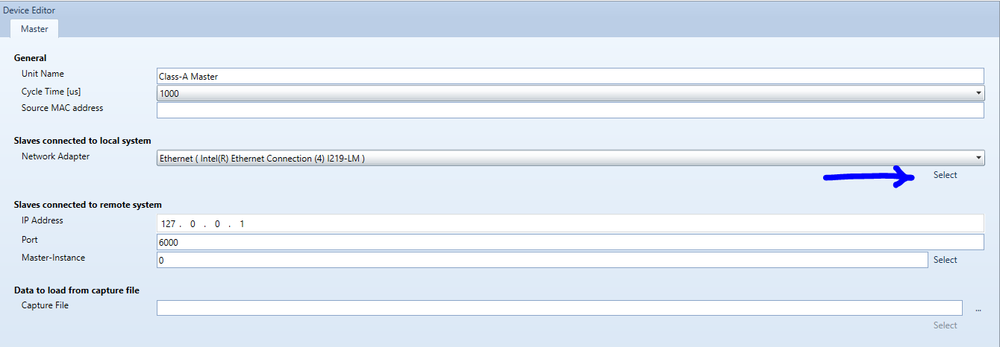 Device Editor
Master
General
Unit Name Class-A Master
Cycle Time [us] 1000
Source MAC address
Slaves connected to local system
Network Adapter Ethernet ( Intel(R) Ethernet Connection (4) I219-LM )
Select
Slaves connected to remote system
IP Address 127 . 0 . 0 . 1
Port 6000
Master-Instance 0 Select
Data to load from capture file
Capture File ...
Select